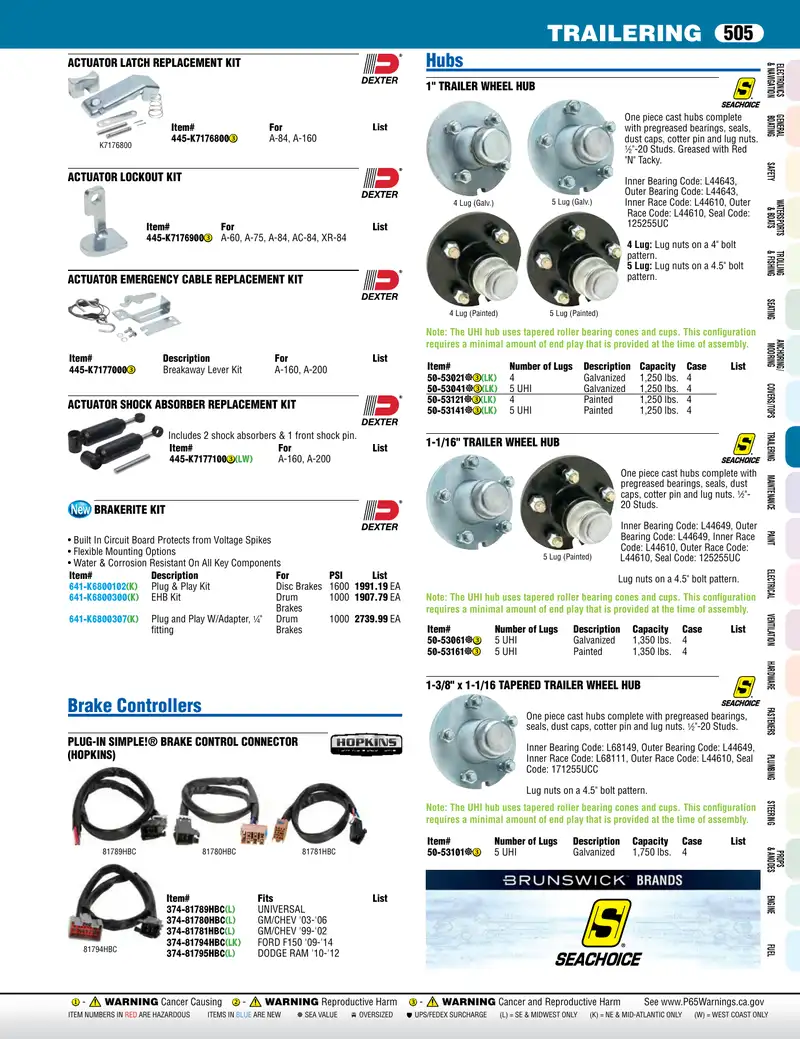 TRAILERING 505
ACTUATOR LATCH REPLACEMENT KIT
DEXTER
K7176800
Item# For List
445-K7176800③ A-84, A-160
ACTUATOR LOCKOUT KIT
DEXTER
Item# For List
445-K7176900③ A-60, A-75, A-84, AC-84, XR-84
ACTUATOR EMERGENCY CABLE REPLACEMENT KIT
DEXTER
Item# Description For List
445-K7177000③ Breakaway Lever Kit A-160, A-200
ACTUATOR SHOCK ABSORBER REPLACEMENT KIT
DEXTER
Includes 2 shock absorbers & 1 front shock pin.
Item# For List
445-K7177100③(LW) A-160, A-200
New BRAKERITE KIT
DEXTER
• Built In Circuit Board Protects from Voltage Spikes
• Flexible Mounting Options
• Water & Corrosion Resistant On All Key Components
Item# Description For PSI List
641-K6800102(K) Plug & Play Kit Disc Brakes 1600 1991.19 EA
641-K6800300(K) EHB Kit Drum 1000 1907.79 EA
Brakes
641-K6800307(K) Plug and Play W/Adapter, ¼" Drum 1000 2739.99 EA
fitting Brakes
Brake Controllers
PLUG-IN SIMPLE!® BRAKE CONTROL CONNECTOR
(HOPKINS)
HOPKINS
81789HBC 81780HBC 81781HBC
81794HBC
Item# Fits List
374-81789HBC(L) UNIVERSAL
374-81780HBC(L) GM/CHEV '03-'06
374-81781HBC(L) GM/CHEV '99-'02
374-81794HBC(LK) FORD F150 '09-'14
374-81795HBC(L) DODGE RAM '10-'12
Hubs
1" TRAILER WHEEL HUB
S
SEACHOICE
4 Lug (Galv.) 5 Lug (Galv.)
4 Lug (Painted) 5 Lug (Painted)
One piece cast hubs complete
with pregreased bearings, seals,
dust caps, cotter pin and lug nuts.
½"-20 Studs. Greased with Red
"N" Tacky.
Inner Bearing Code: L44643,
Outer Bearing Code: L44643,
Inner Race Code: L44610, Outer
Race Code: L44610, Seal Code:
125255UC
4 Lug: Lug nuts on a 4" bolt
pattern.
5 Lug: Lug nuts on a 4.5" bolt
pattern.
Note: The UHI hub uses tapered roller bearing cones and cups. This configuration
requires a minimal amount of end play that is provided at the time of assembly.
Item# Number of Lugs Description Capacity Case List
50-53021③(LK) 4 Galvanized 1,250 lbs. 4
50-53041③(LK) 5 UHI Galvanized 1,250 lbs. 4
50-53121③(LK) 4 Painted 1,250 lbs. 4
50-53141③(LK) 5 UHI Painted 1,250 lbs. 4
1-1/16" TRAILER WHEEL HUB
S
SEACHOICE
5 Lug (Painted)
One piece cast hubs complete with
pregreased bearings, seals, dust
caps, cotter pin and lug nuts. ½"-
20 Studs.
Inner Bearing Code: L44649, Outer
Bearing Code: L44649, Inner Race
Code: L44610, Outer Race Code:
L44610, Seal Code: 125255UC
Lug nuts on a 4.5" bolt pattern.
Note: The UHI hub uses tapered roller bearing cones and cups. This configuration
requires a minimal amount of end play that is provided at the time of assembly.
Item# Number of Lugs Description Capacity Case List
50-53061③ 5 UHI Galvanized 1,350 lbs. 4
50-53161③ 5 UHI Painted 1,350 lbs. 4
1-3/8" x 1-1/16 TAPERED TRAILER WHEEL HUB
S
SEACHOICE
One piece cast hubs complete with pregreased bearings,
seals, dust caps, cotter pin and lug nuts. ½"-20 Studs.
Inner Bearing Code: L68149, Outer Bearing Code: L44649,
Inner Race Code: L68111, Outer Race Code: L44610, Seal
Code: 171255UCC
Lug nuts on a 4.5" bolt pattern.
Note: The UHI hub uses tapered roller bearing cones and cups. This configuration
requires a minimal amount of end play that is provided at the time of assembly.
Item# Number of Lugs Description Capacity Case List
50-53101③ 5 UHI Galvanized 1,750 lbs. 4
BRUNSWICK BRANDS
S
SEACHOICE
ELECTRONICS
& NAVIGATION
GENERAL
BOATING
SAFETY
WATERSPORTS
& BOATS
TROLLING
& FISHING
SEATING
ANCHORING/
MOORING
COVERS/TOPS
TRAILERING
MAINTENANCE
PAINT
ELECTRICAL
VENTILATION
HARDWARE
FASTENERS
PLUMBING
STEERING
PROPS
& ANODES
ENGINE
FUEL
① - WARNING Cancer Causing ② - WARNING Reproductive Harm ③ - WARNING Cancer and Reproductive Harm See www.P65Warnings.ca.gov
ITEM NUMBERS IN RED ARE HAZARDOUS ITEMS IN BLUE ARE NEW SEA VALUE OVERSIZED UPS/FEDEX SURCHARGE (L) = SE & MIDWEST ONLY (K) = NE & MID-ATLANTIC ONLY (W) = WEST COAST ONLY